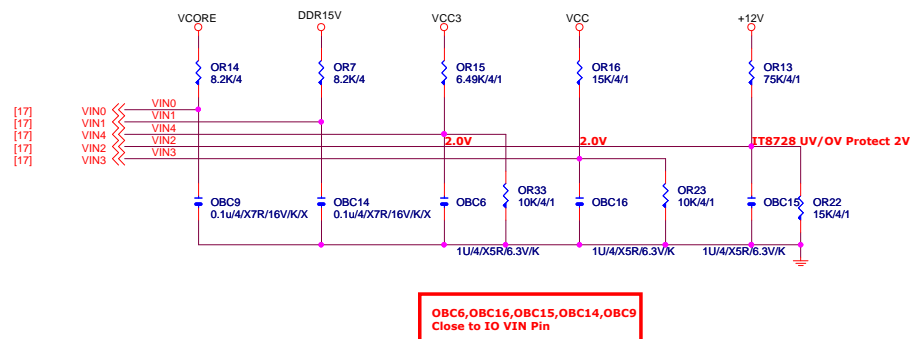 VCORE
DDR15V
VCC3
VCC
+12V
OR14
8.2K/4
OR7
8.2K/4
OR15
6.49K/4/1
OR16
15K/4/1
OR13
75K/4/1
[17] VIN0 VIN0
[17] VIN1 VIN1
[17] VIN4 VIN4
[17] VIN2 VIN2
[17] VIN3 VIN3
2.0V
2.0V
IT8728 UV/OV Protect 2V
OBC9
0.1u/4/X7R/16V/K/X
OBC14
0.1u/4/X7R/16V/K/X
OBC6
OR33
10K/4/1
OBC16
OR23
10K/4/1
OBC15
OR22
15K/4/1
1U/4/X5R/6.3V/K
1U/4/X5R/6.3V/K
1U/4/X5R/6.3V/K
OBC6,OBC16,OBC15,OBC14,OBC9
Close to IO VIN Pin